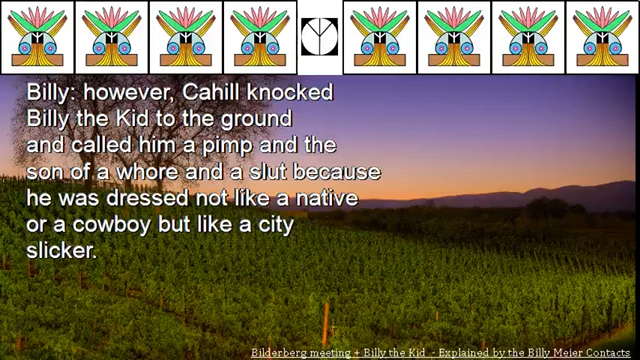 Billy: however, Cahill knocked
Billy the Kid to the ground
and called him a pimp and the
son of a whore and a slut because
he was dressed not like a native
or a cowboy but like a city
slicker.
Bilderberg meeting + Billy the Kid - Explained by the Billy Meier Contacts